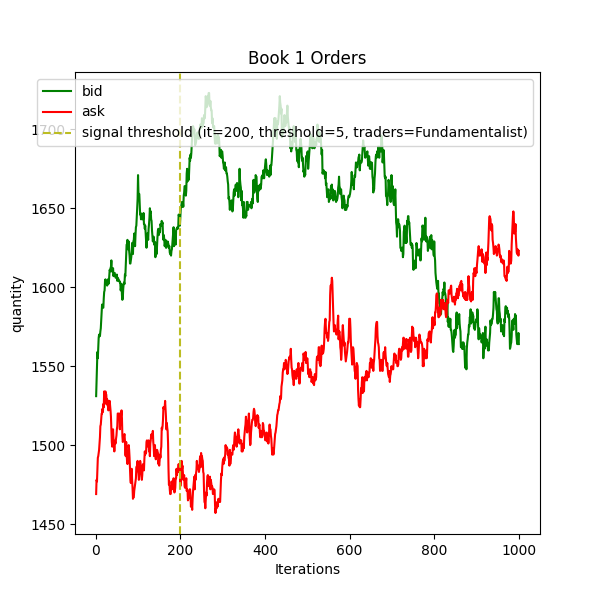 Book 1 Orders
bid
ask
signal threshold (it=200, threshold=5, traders=Fundamentalist)
1700
1650
1600
1550
1500
1450
quantity
0 200 400 600 800 1000
Iterations